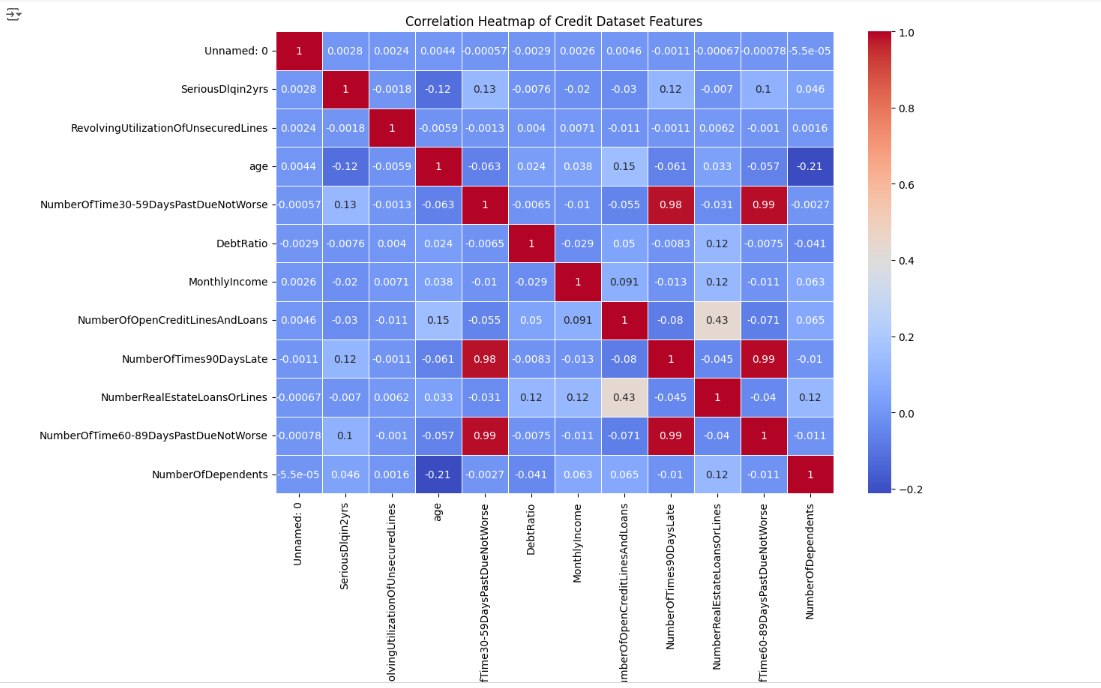 Correlation Heatmap of Credit Dataset Features
Unnamed: 0 1 0.0028 0.0024 0.0044 -0.00057 -0.0029 0.0026 0.0046 -0.0011 -0.00067 -0.00078 -5.5e-05
SeriousDlqin2yrs 0.0028 1 -0.0018 -0.12 0.13 -0.0076 -0.02 -0.03 0.12 -0.007 0.1 0.046
RevolvingUtilizationOfUnsecuredLines 0.0024 -0.0018 1 -0.0059 -0.0013 0.004 0.0071 -0.011 -0.0011 0.0062 -0.001 0.0016
age 0.0044 -0.12 -0.0059 1 -0.063 0.024 0.038 0.15 -0.061 0.033 -0.057 -0.21
NumberOfTime30-59DaysPastDueNotWorse -0.00057 0.13 -0.0013 -0.063 1 -0.0065 -0.01 -0.055 0.98 -0.031 0.99 -0.0027
DebtRatio -0.0029 -0.0076 0.004 0.024 -0.0065 1 -0.029 0.05 -0.0083 0.12 -0.0075 -0.041
MonthlyIncome 0.0026 -0.02 0.0071 0.038 -0.01 -0.029 1 0.091 -0.013 0.12 -0.011 0.063
NumberOfOpenCreditLinesAndLoans 0.0046 -0.03 -0.011 0.15 -0.055 0.05 0.091 1 -0.08 0.43 -0.071 0.065
NumberOfTimes90DaysLate -0.0011 0.12 -0.0011 -0.061 0.98 -0.0083 -0.013 -0.08 1 -0.045 0.99 -0.01
NumberRealEstateLoansOrLines -0.00067 -0.007 0.0062 0.033 -0.031 0.12 0.12 0.43 -0.045 1 -0.04 0.12
NumberOfTime60-89DaysPastDueNotWorse -0.00078 0.1 -0.001 -0.057 0.99 -0.0075 -0.011 -0.071 0.99 -0.04 1 -0.011
NumberOfDependents -5.5e-05 0.046 0.0016 -0.21 -0.0027 -0.041 0.063 0.065 -0.01 0.12 -0.011 1
Unnamed: 0
SeriousDlqin2yrs
olvingUtilizationOfUnsecuredLines
age
fTime30-59DaysPastDueNotWorse
DebtRatio
MonthlyIncome
umberOfOpenCreditLinesAndLoans
NumberOfTimes90DaysLate
NumberRealEstateLoansOrLines
fTime60-89DaysPastDueNotWorse
NumberOfDependents
1.0
0.8
0.6
0.4
0.2
0.0
−0.2